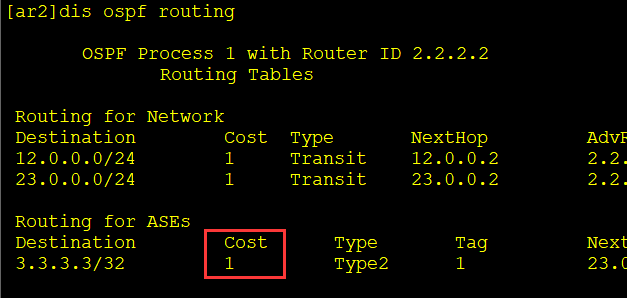 [ar2]dis ospf routing
OSPF Process 1 with Router ID 2.2.2.2
Routing Tables
Routing for Network
Destination Cost Type NextHop
12.0.0.0/24 1 Transit 12.0.0.2 2.2.
23.0.0.0/24 1 Transit 23.0.0.2 2.2.
Routing for ASEs
Destination Cost Type Tag Next
3.3.3.3/32 1 Type2 1 23.0